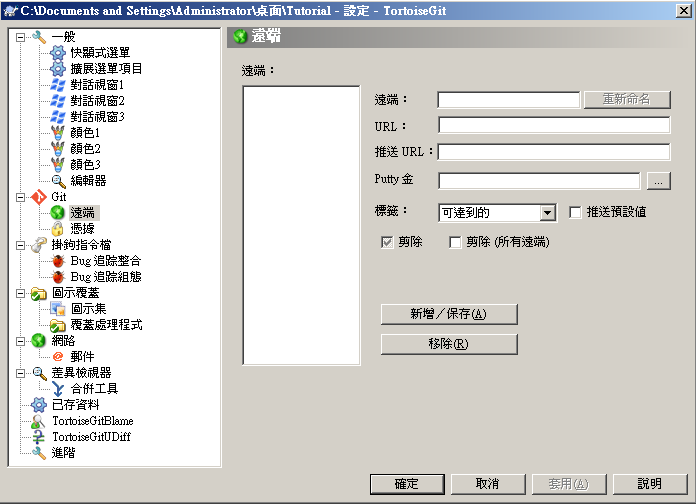 C:\Documents and Settings\Administrator\桌面\Tutorial - 設定 - TortoiseGit
一般
快顯式選單
擴展選單項目
對話視窗1
對話視窗2
對話視窗3
顏色1
顏色2
顏色3
編輯器
Git
遠端
憑據
掛鉤指令檔
Bug 追踪整合
Bug 追踪組態
圖示覆蓋
圖示集
覆蓋處理程式
網路
郵件
差異檢視器
合併工具
已存資料
TortoiseGitBlame
TortoiseGitUDiff
進階
遠端
遠端：
遠端： 重新命名
URL：
推送 URL：
Putty 金 ...
標籤： 可達到的 推送預設値
剪除 剪除 (所有遠端)
新增／保存(A)
移除(R)
確定 取消 套用(A) 說明